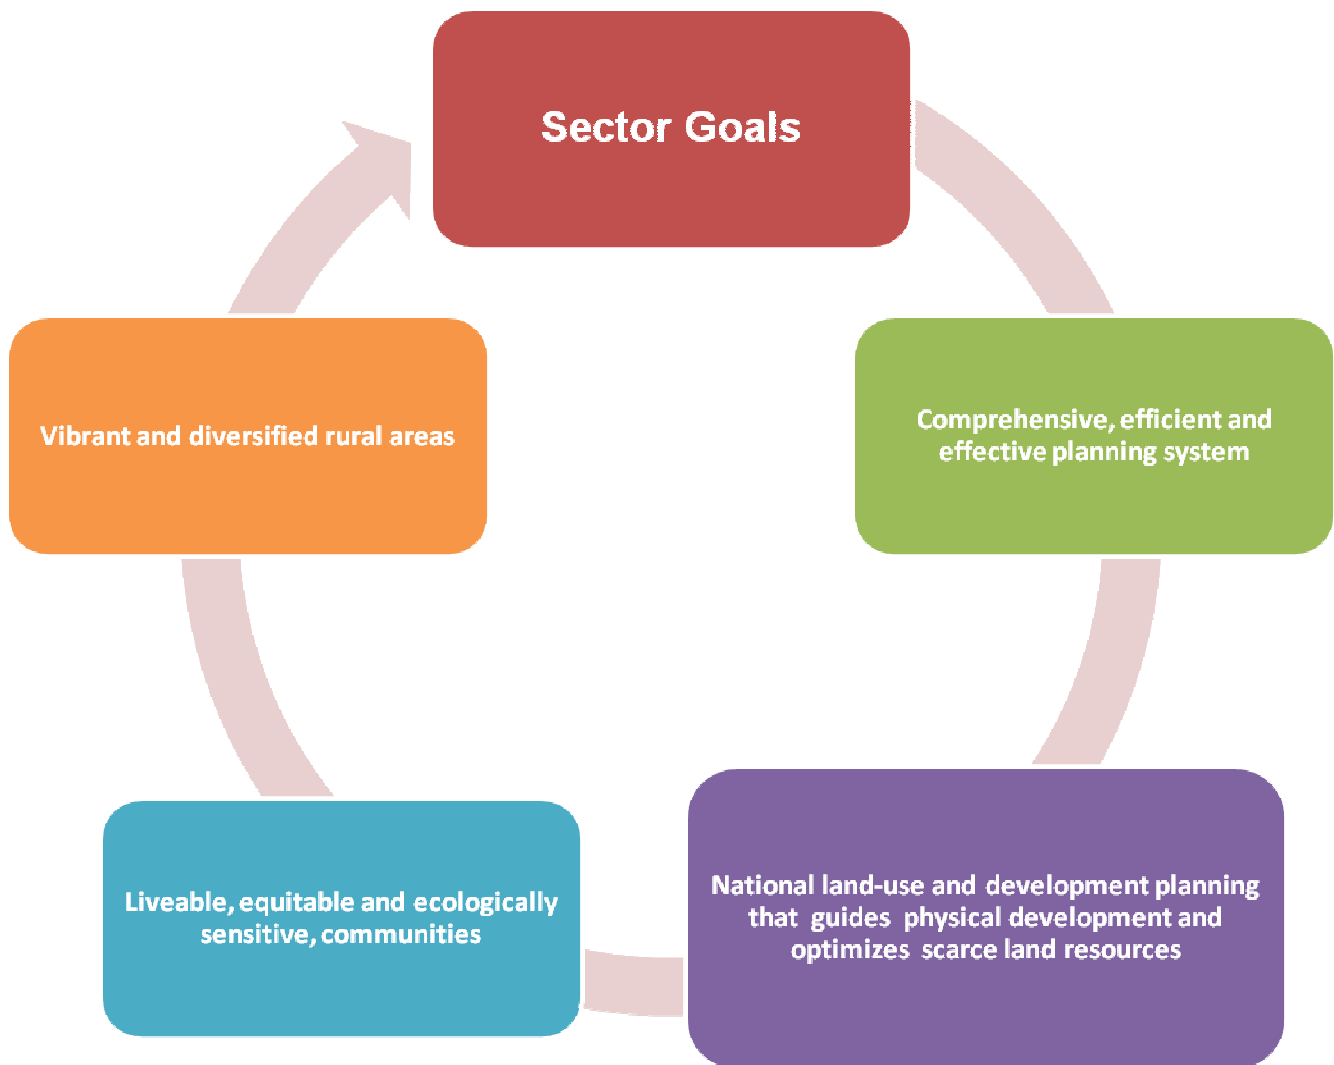 Sector Goals
Comprehensive, efficient and
effective planning system
National land-use and development planning
that guides physical development and
optimizes scarce land resources
Liveable, equitable and ecologically
sensitive, communities
Vibrant and diversified rural areas